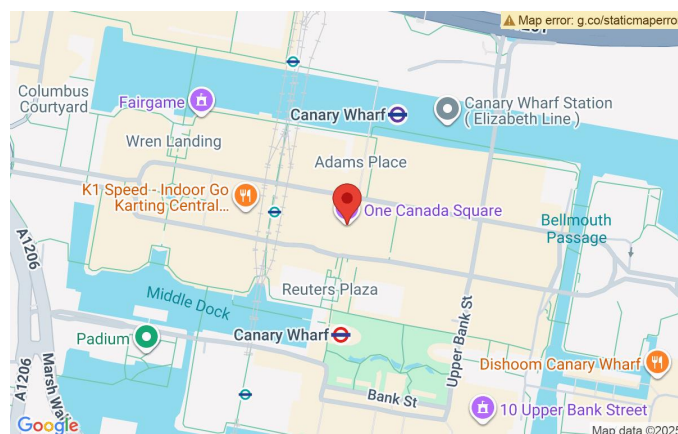 Map error: g.co/staticmaperro
Columbus
Courtyard
Fairgame
Canary Wharf
Canary Wharf Station
( Elizabeth Line )
Wren Landing
Adams Place
K1 Speed - Indoor Go
Karting Central...
One Canada Square
Bellmouth
Passage
A1206
Middle Dock
Reuters Plaza
Upper Bank St
Padium
Canary Wharf
Dishoom Canary Wharf
A1206
Marsh Wall
Bank St
10 Upper Bank Street
Google
Map data ©2025